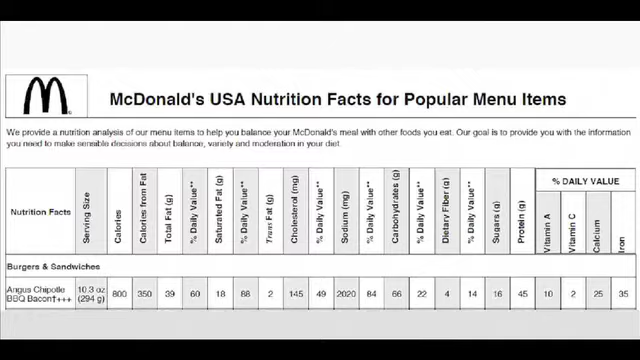 McDonald's USA Nutrition Facts for Popular Menu Items
We provide a nutrition analysis of our menu items to help you balance your McDonald's meal with other foods you eat. Our goal is to provide you with the information
you need to make sensible decisions about balance, variety and moderation in your diet.
Nutrition Facts Serving Size Calories Calories from Fat Total Fat (g) % Daily Value** Saturated Fat (g) % Daily Value** Trans Fat (g) Cholesterol (mg) % Daily Value** Sodium (mg) % Daily Value** Carbohydrates (g) % Daily Value** Dietary Fiber (g) % Daily Value** Sugars (g) Protein (g)
% DAILY VALUE
Vitamin A Vitamin C Calcium Iron
Burgers & Sandwiches
Angus Chipotle 10.3 oz 800 350 39 60 18 88 2 145 49 2020 84 66 22 4 14 16 45 10 2 25 35
BBQ Bacon†+++ (294 g)